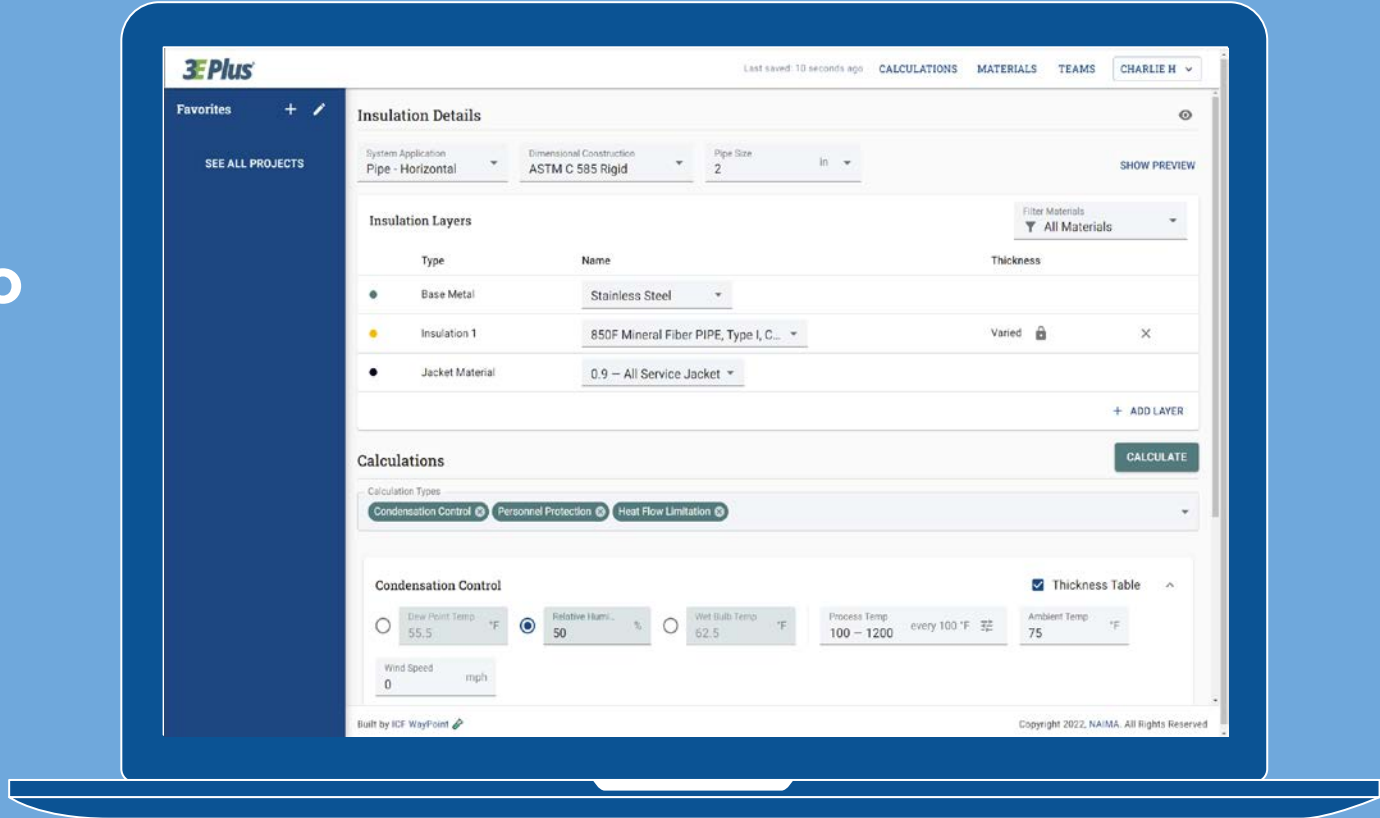 3EPlus
Last saved: 10 seconds ago CALCULATIONS MATERIALS TEAMS CHARLIE H
Favorites
SEE ALL PROJECTS
Insulation Details
System Application
Pipe - Horizontal
Dimensional Construction
ASTM C 585 Rigid
Pipe Size
2 in
SHOW PREVIEW
Insulation Layers
Filter Materials
All Materials
Type Name Thickness
Base Metal Stainless Steel
Insulation 1 850F Mineral Fiber PIPE, Type I, C... Varied
Jacket Material 0.9 — All Service Jacket
+ ADD LAYER
Calculations
CALCULATE
Calculation Types
Condensation Control Personnel Protection Heat Flow Limitation
Condensation Control
Thickness Table
Dew Point Temp
55.5 °F
Relative Humi..
50 %
Wet Bulb Temp
62.5 °F
Process Temp
100 — 1200 every 100 °F
Ambient Temp
75 °F
Wind Speed
0 mph
Built by ICF WayPoint
Copyright 2022, NAIMA. All Rights Reserved